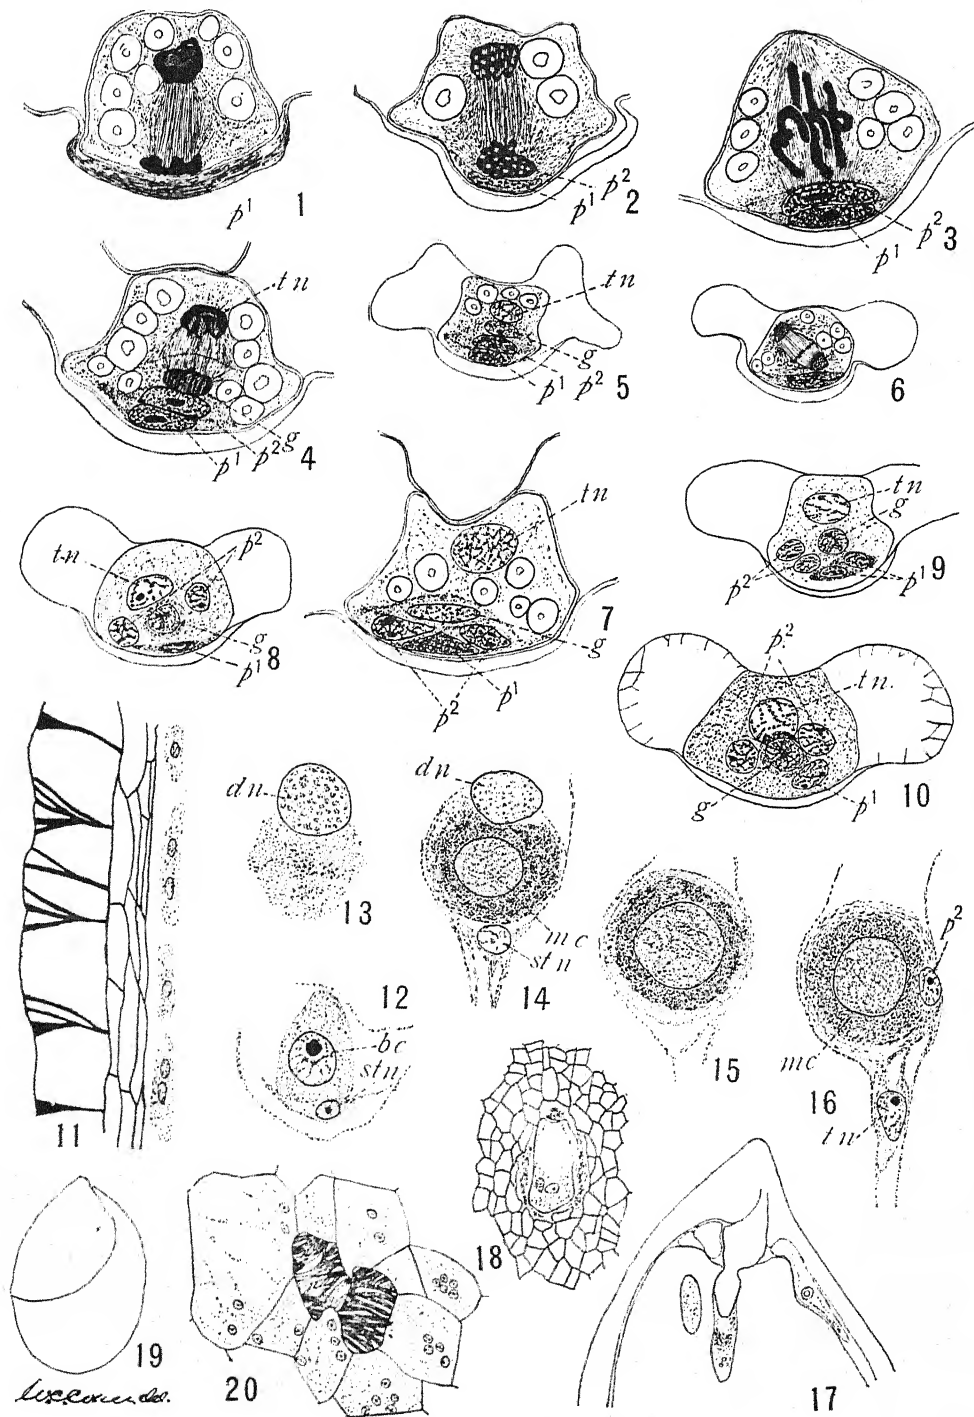 p¹ 1
p² p¹ 2
p² p¹ 3
tn
g p² p¹ 4
tn
g p² p¹ 5
6
tn
g
p¹ p² 7
tn p²
g
p¹ 8
tn
g
p² p¹ 9
p²
tn.
g p¹ 10
11
12
bc
stn
dn
13
dn
mc
stn
14
15
p²
mc 16
tn
17
18
19
20